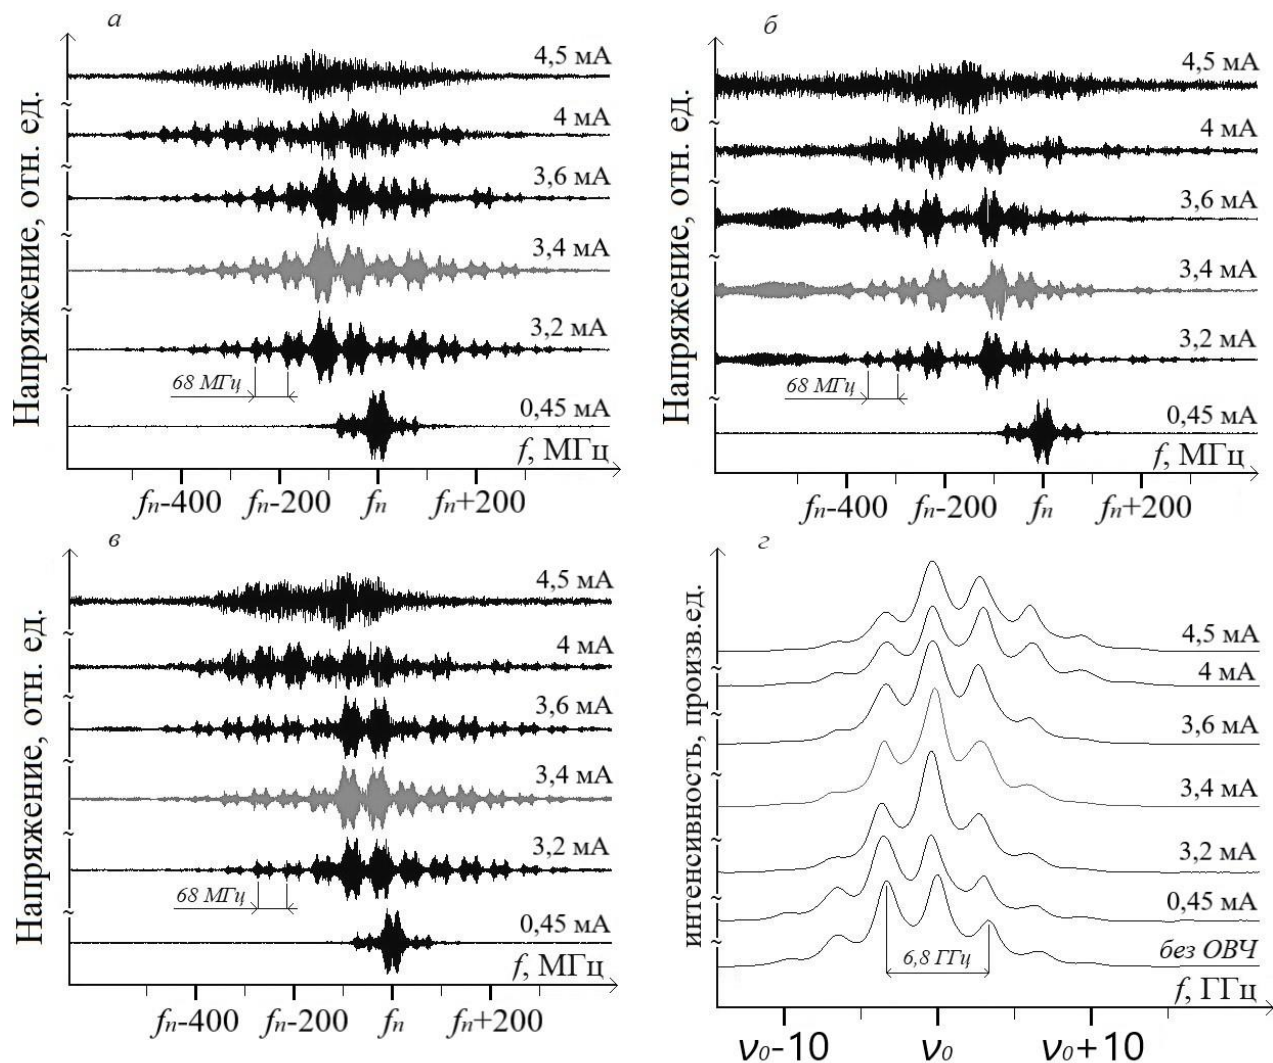 а
Напряжение, отн. ед.
4,5 мА
4 мА
3,6 мА
3,4 мА
3,2 мА
68 МГц
0,45 мА
f, МГц
fn-400 fn-200 fn fn+200
б
Напряжение, отн. ед.
4,5 мА
4 мА
3,6 мА
3,4 мА
3,2 мА
68 МГц
0,45 мА
f, МГц
fn-400 fn-200 fn fn+200
в
Напряжение, отн. ед.
4,5 мА
4 мА
3,6 мА
3,4 мА
3,2 мА
68 МГц
0,45 мА
f, МГц
fn-400 fn-200 fn fn+200
г
интенсивность, произв.ед.
4,5 мА
4 мА
3,6 мА
3,4 мА
3,2 мА
0,45 мА
без ОВЧ
6,8 ГГц
f, ГГц
ν0-10 ν0 ν0+10